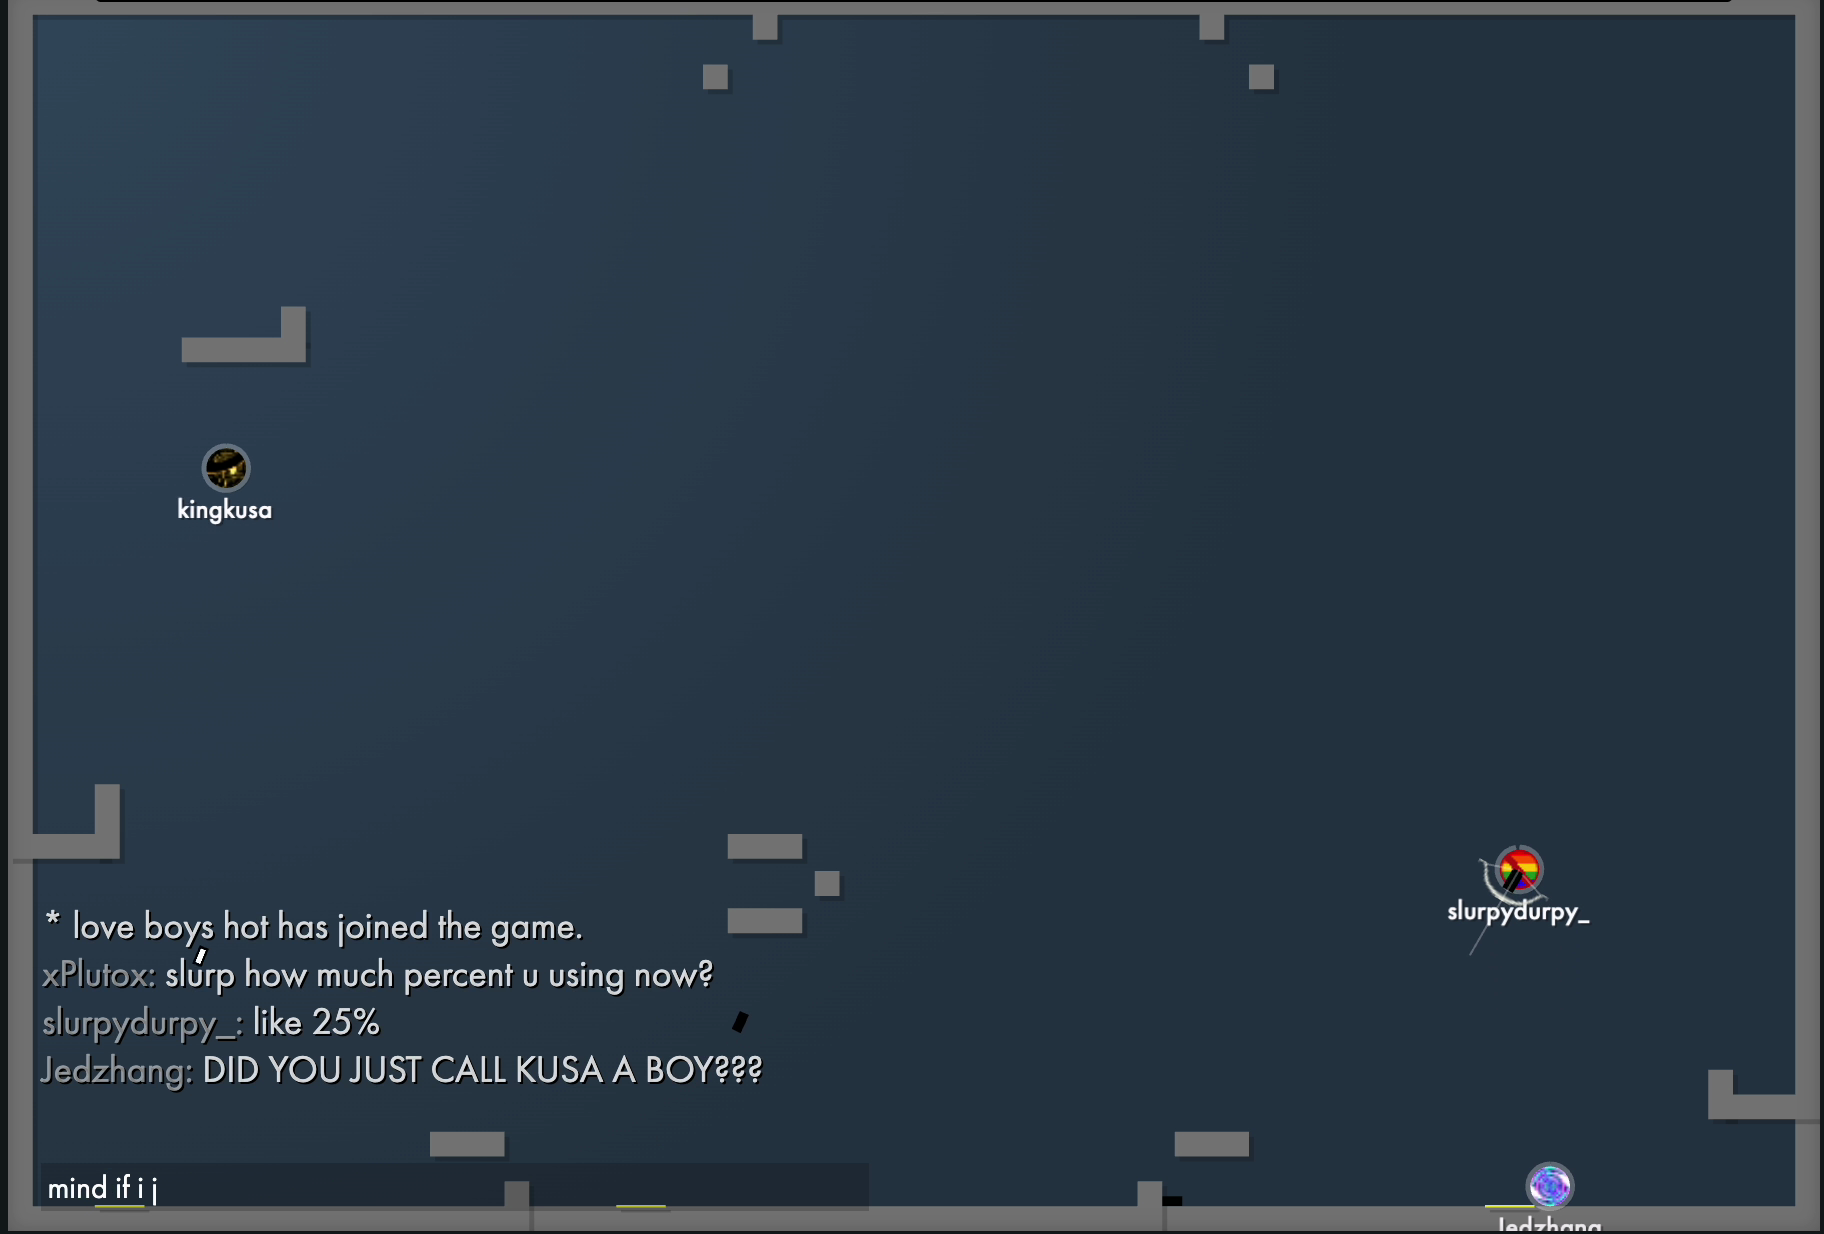 kingkusa
slurpydurpy_
* love boys hot has joined the game.
xPlutox: slurp how much percent u using now?
slurpydurpy_: like 25%
Jedzhang: DID YOU JUST CALL KUSA A BOY???
mind if i j
Jedzhang